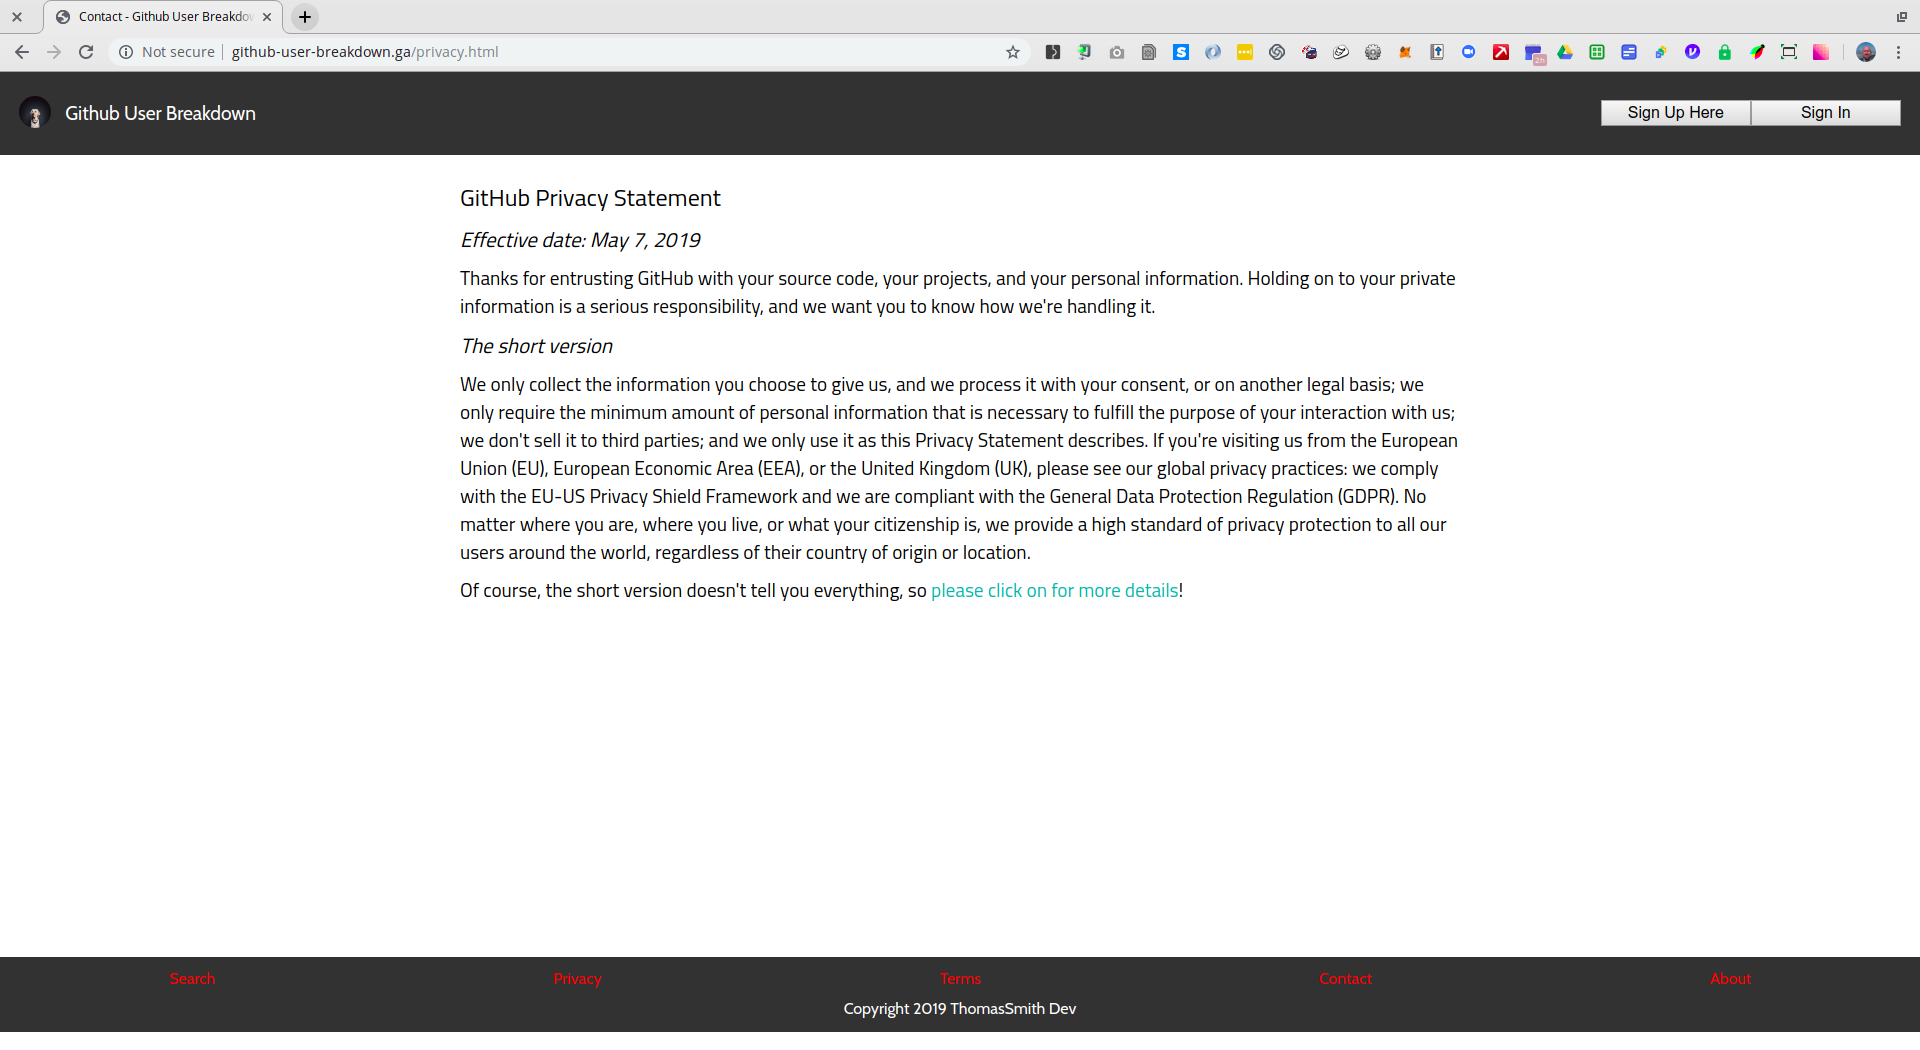 Contact - Github User Breakdo
Not secure
github-user-breakdown.ga/privacy.html
2h
Github User Breakdown
Sign Up Here
Sign In
GitHub Privacy Statement
Effective date: May 7, 2019
Thanks for entrusting GitHub with your source code, your projects, and your personal information. Holding on to your private
information is a serious responsibility, and we want you to know how we're handling it.
The short version
We only collect the information you choose to give us, and we process it with your consent, or on another legal basis; we
only require the minimum amount of personal information that is necessary to fulfill the purpose of your interaction with us;
we don't sell it to third parties; and we only use it as this Privacy Statement describes. If you're visiting us from the European
Union (EU), European Economic Area (EEA), or the United Kingdom (UK), please see our global privacy practices: we comply
with the EU-US Privacy Shield Framework and we are compliant with the General Data Protection Regulation (GDPR). No
matter where you are, where you live, or what your citizenship is, we provide a high standard of privacy protection to all our
users around the world, regardless of their country of origin or location.
Of course, the short version doesn't tell you everything, so please click on for more details!
Search
Privacy
Terms
Contact
About
Copyright 2019 ThomasSmith Dev